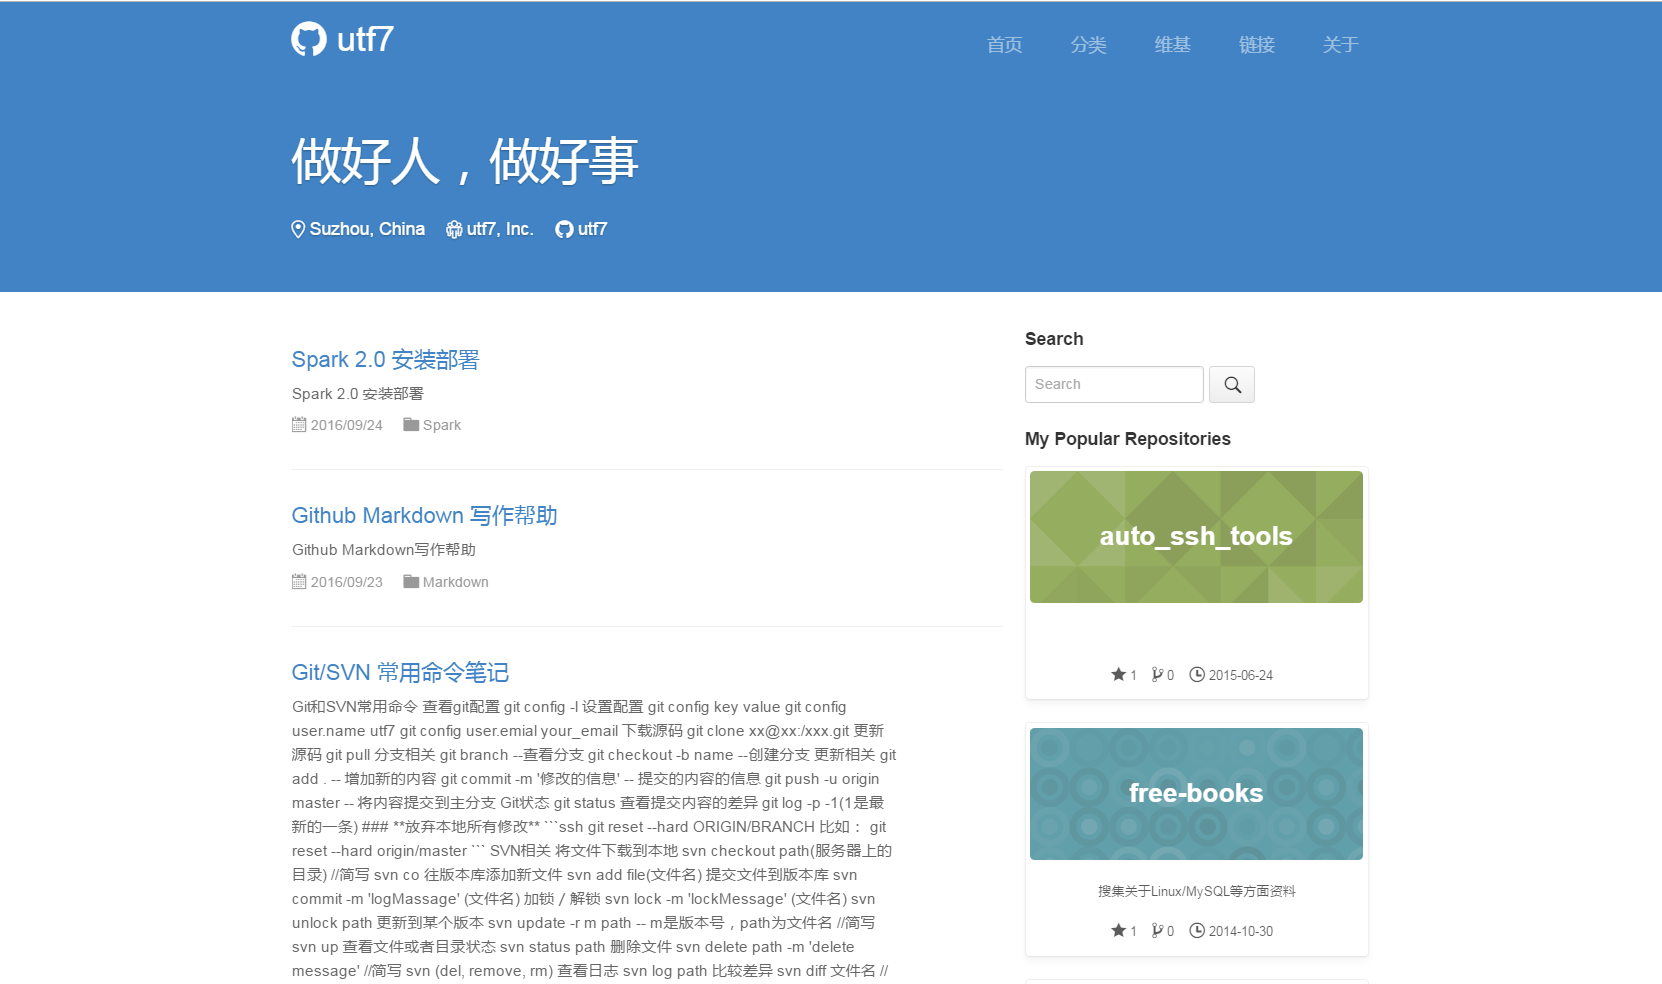 utf7
首页 分类 维基 链接 关于
做好人，做好事
Suzhou, China utf7, Inc. utf7
Spark 2.0 安装部署
Spark 2.0 安装部署
2016/09/24 Spark
Github Markdown 写作帮助
Github Markdown写作帮助
2016/09/23 Markdown
Git/SVN 常用命令笔记
Git和SVN常用命令 查看git配置 git config -l 设置配置 git config key value git config
user.name utf7 git config user.emial your_email 下载源码 git clone xx@xx:/xxx.git 更新
源码 git pull 分支相关 git branch --查看分支 git checkout -b name --创建分支 更新相关 git
add . -- 增加新的内容 git commit -m '修改的信息' -- 提交的内容的信息 git push -u origin
master -- 将内容提交到主分支 Git状态 git status 查看提交内容的差异 git log -p -1(1是最
新的一条) ### **放弃本地所有修改** ```ssh git reset --hard ORIGIN/BRANCH 比如： git
reset --hard origin/master ``` SVN相关 将文件下载到本地 svn checkout path(服务器上的
目录) //简写 svn co 往版本库添加新文件 svn add file(文件名) 提交文件到版本库 svn
commit -m 'logMassage' (文件名) 加锁 / 解锁 svn lock -m 'lockMessage' (文件名) svn
unlock path 更新到某个版本 svn update -r m path -- m是版本号，path为文件名 //简写
svn up 查看文件或者目录状态 svn status path 删除文件 svn delete path -m 'delete
message' //简写 svn (del, remove, rm) 查看日志 svn log path 比较差异 svn diff 文件名 //
Search
Search
My Popular Repositories
auto_ssh_tools
1 0 2015-06-24
free-books
搜集关于Linux/MySQL等方面资料
1 0 2014-10-30